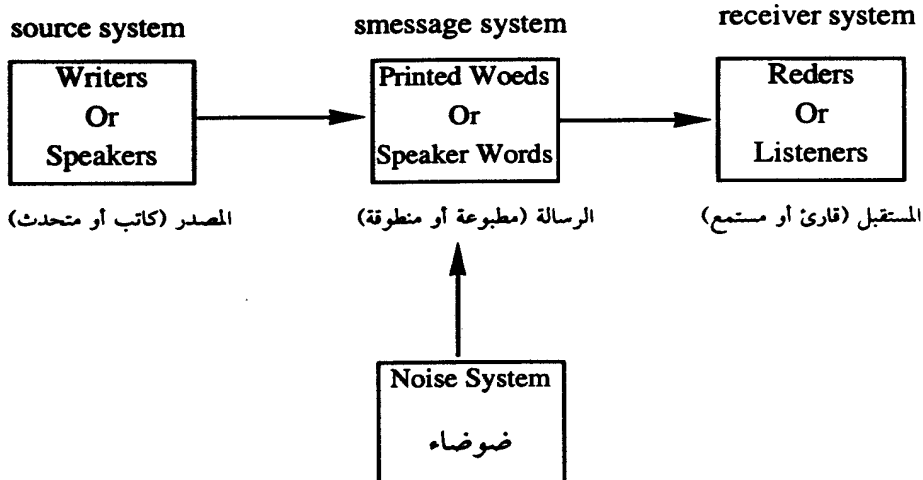 source system
smessage system
receiver system
Writers
Or
Speakers
Printed Woeds
Or
Speaker Words
Reders
Or
Listeners
المصدر (كاتب أو متحدث)
الرسالة (مطبوعة أو منطوقة)
المستقبل (قارئ أو مستمع)
Noise System
ضوضاء